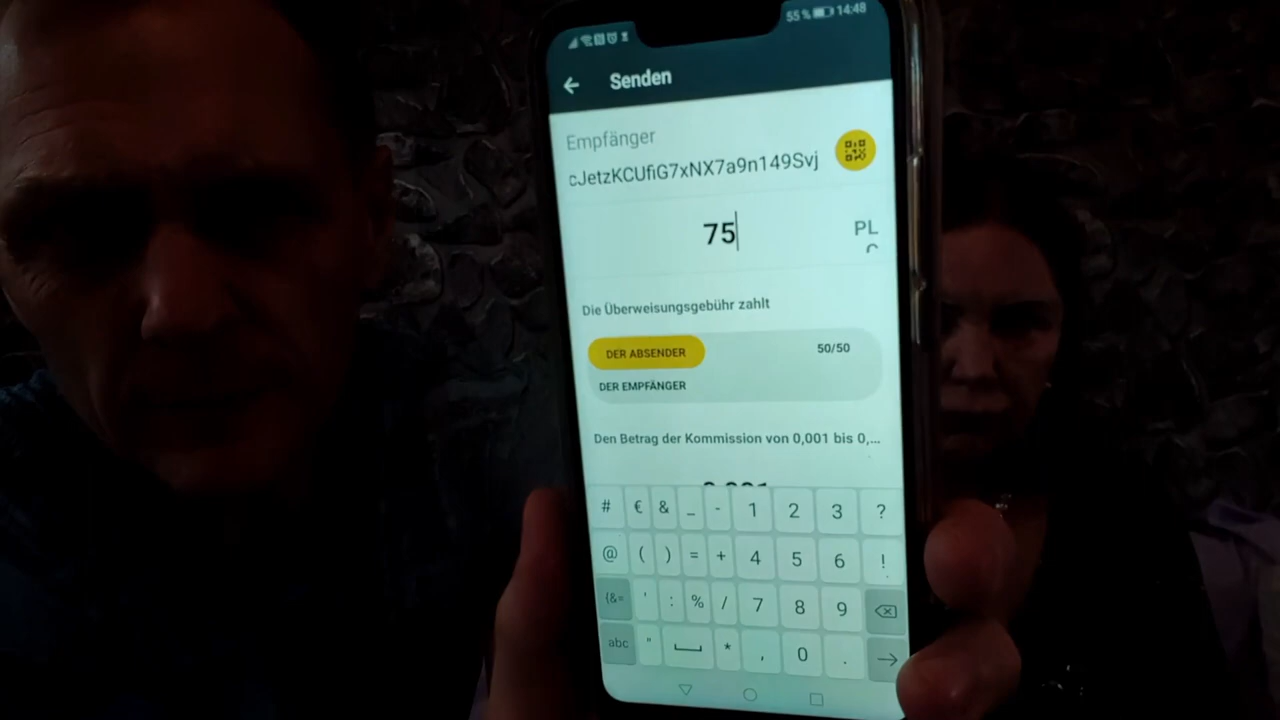 55 % 14:48
Senden
Empfänger
cJetzKCUfiG7xNX7a9n149Svj
75
PL
Die Überweisungsgebühr zahlt
DER ABSENDER 50/50
DER EMPFÄNGER
Den Betrag der Kommission von 0,001 bis 0,...
# € & _ - 1 2 3 ?
@ ( ) = + 4 5 6 !
{&= ' : % / 7 8 9
abc " * , 0 .